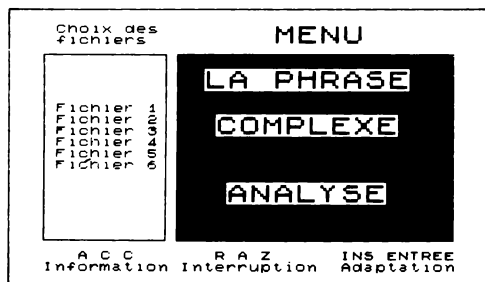 Choix des
fichiers
MENU
LA PHRASE
COMPLEXE
ANALYSE
Fichier 1
Fichier 2
Fichier 3
Fichier 4
Fichier 5
Fichier 6
A C C
Information
R A Z
Interruption
INS ENTREE
Adaptation